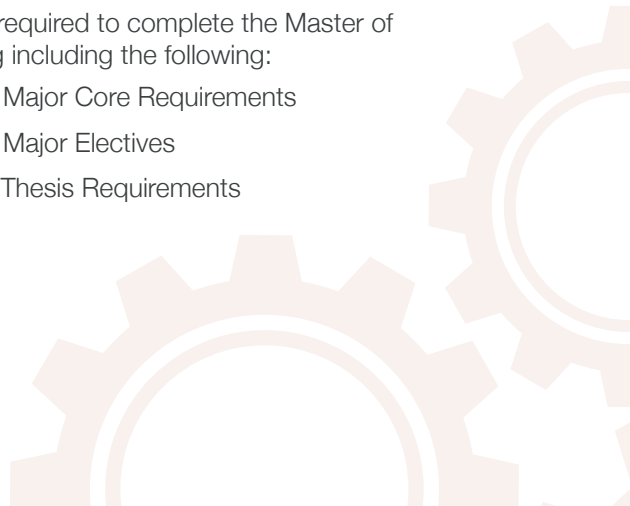 required to complete the Master of
including the following:
Major Core Requirements
Major Electives
Thesis Requirements